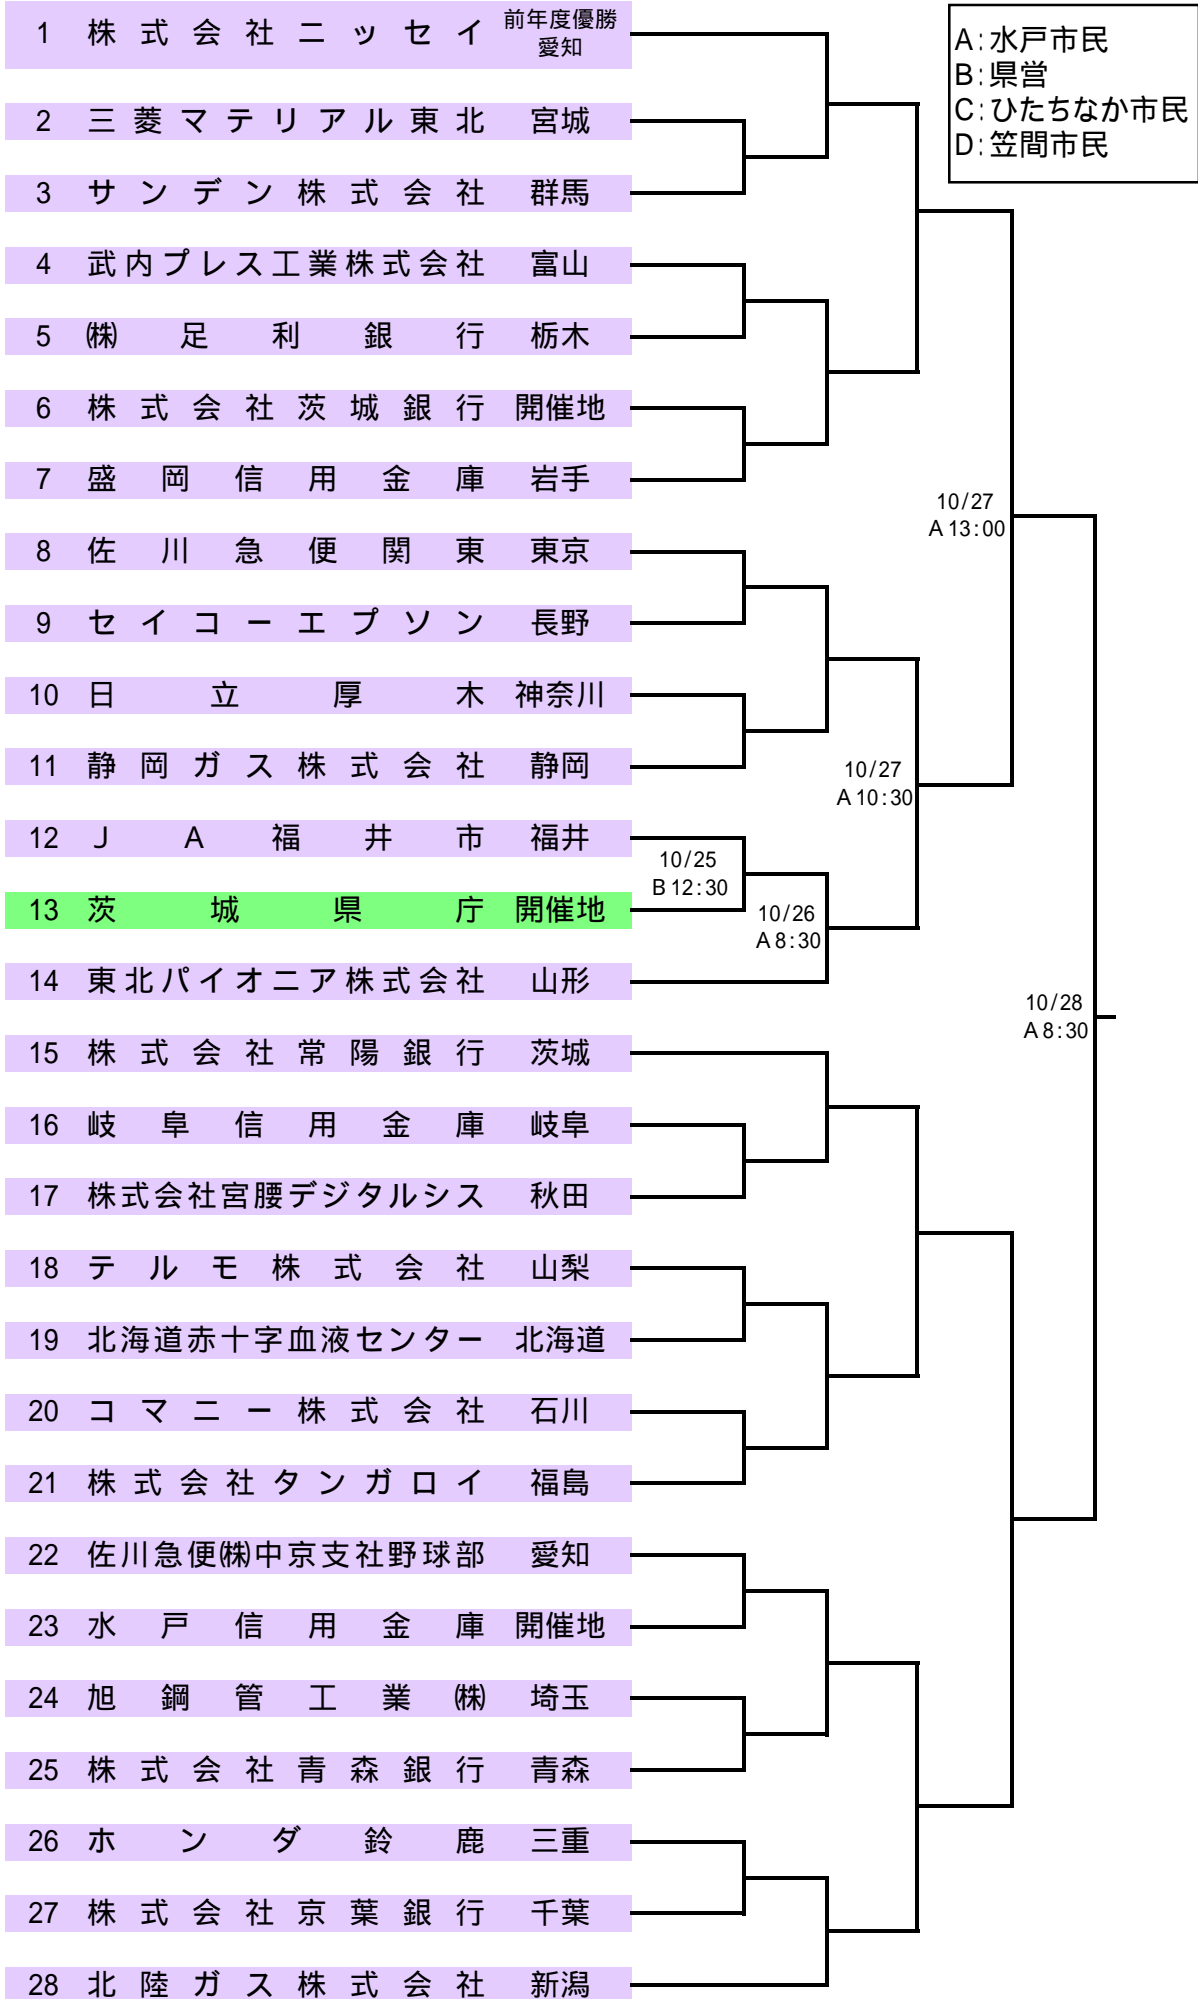 1 株式会社ニッセイ 前年度優勝 愛知
A:水戸市民
B:県営
C:ひたちなか市民
D:笠間市民
2 三菱マテリアル東北 宮城
3 サンデン株式会社 群馬
4 武内プレス工業株式会社 富山
5 ㈱足利銀行 栃木
6 株式会社茨城銀行 開催地
7 盛岡信用金庫 岩手
10/27
A 13:00
8 佐川急便関東 東京
9 セイコーエプソン 長野
10 日立厚木 神奈川
11 静岡ガス株式会社 静岡
10/27
A 10:30
12 JA福井市 福井
10/25
B 12:30
13 茨城県庁 開催地
10/26
A 8:30
14 東北パイオニア株式会社 山形
10/28
A 8:30
15 株式会社常陽銀行 茨城
16 岐阜信用金庫 岐阜
17 株式会社宮腰デジタルシス 秋田
18 テルモ株式会社 山梨
19 北海道赤十字血液センター 北海道
20 コマニー株式会社 石川
21 株式会社タンガロイ 福島
22 佐川急便㈱中京支社野球部 愛知
23 水戸信用金庫 開催地
24 旭鋼管工業㈱ 埼玉
25 株式会社青森銀行 青森
26 ホンダ鈴鹿 三重
27 株式会社京葉銀行 千葉
28 北陸ガス株式会社 新潟